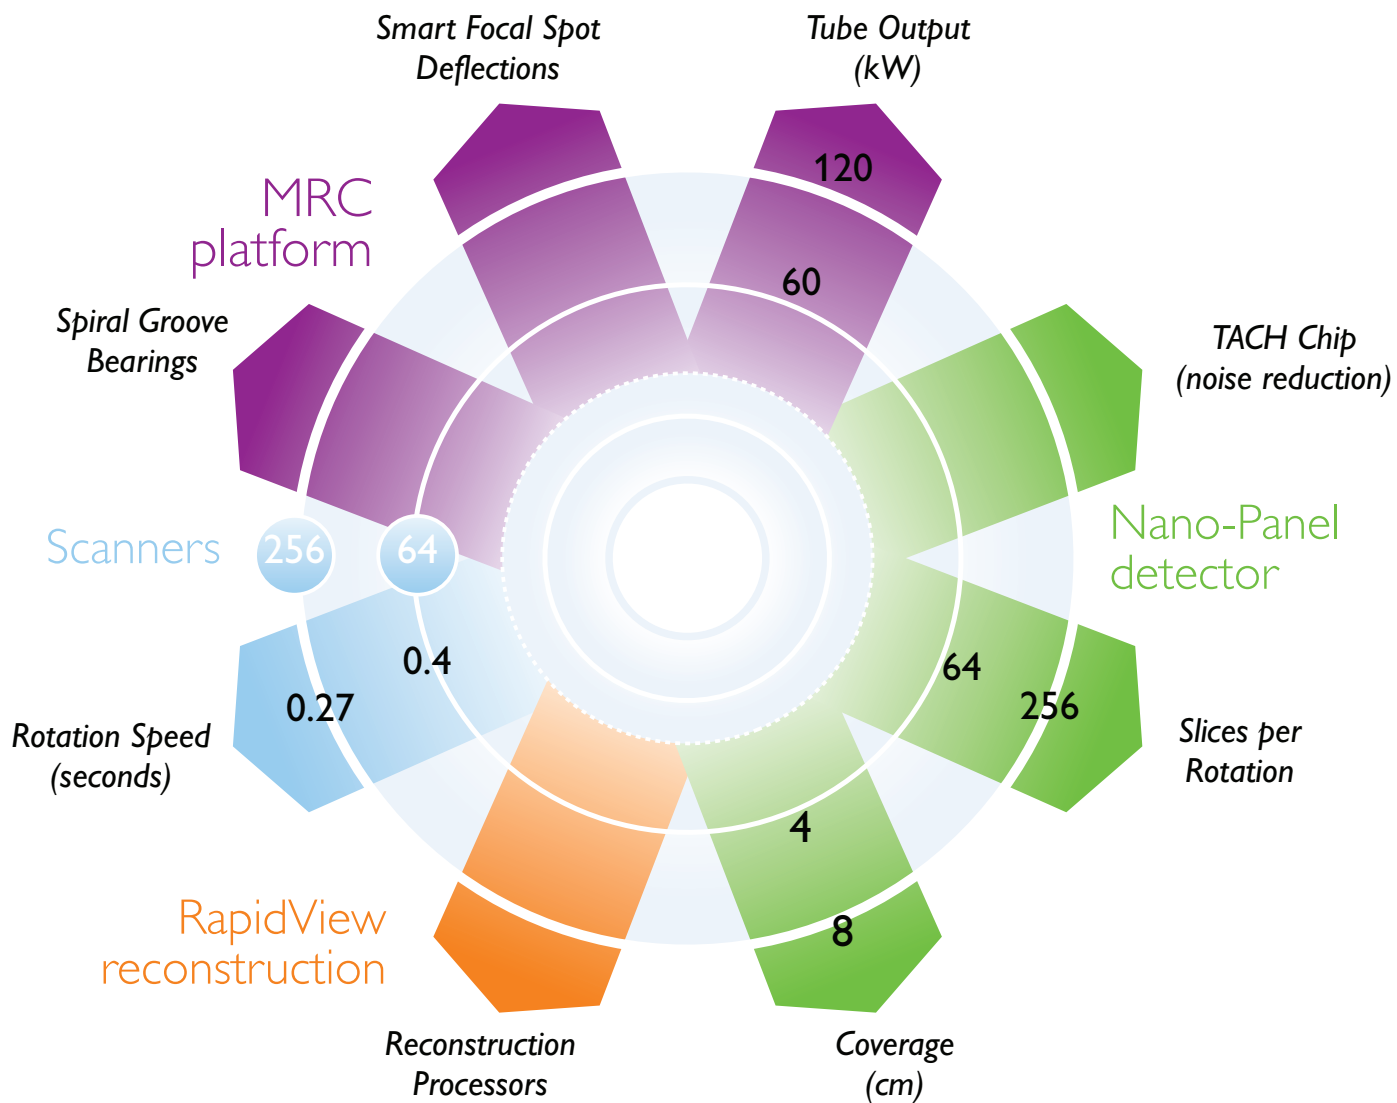 Smart Focal Spot
Deflections
Tube Output
(kW)
120
MRC
platform
60
Spiral Groove
Bearings
TACH Chip
(noise reduction)
Scanners
256
64
Nano-Panel
detector
0.4
64
0.27
256
Rotation Speed
(seconds)
Slices per
Rotation
4
RapidView
reconstruction
8
Reconstruction
Processors
Coverage
(cm)